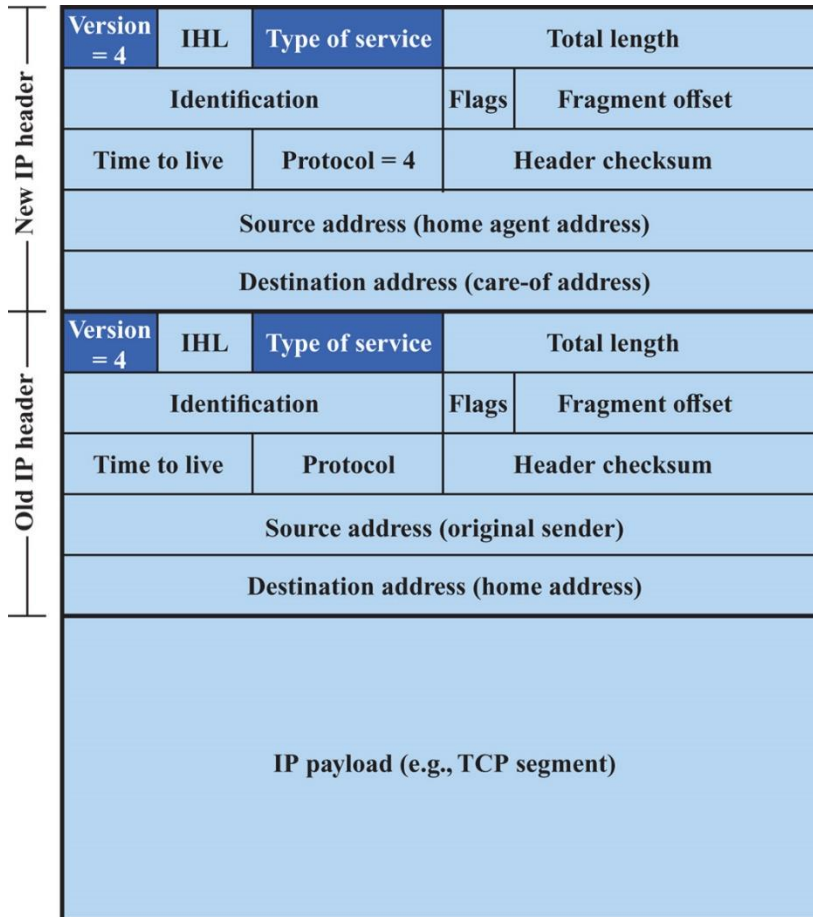 New IP header
Version = 4
IHL
Type of service
Total length
Identification
Flags
Fragment offset
Time to live
Protocol = 4
Header checksum
Source address (home agent address)
Destination address (care-of address)
Old IP header
Version = 4
IHL
Type of service
Total length
Identification
Flags
Fragment offset
Time to live
Protocol
Header checksum
Source address (original sender)
Destination address (home address)
IP payload (e.g., TCP segment)